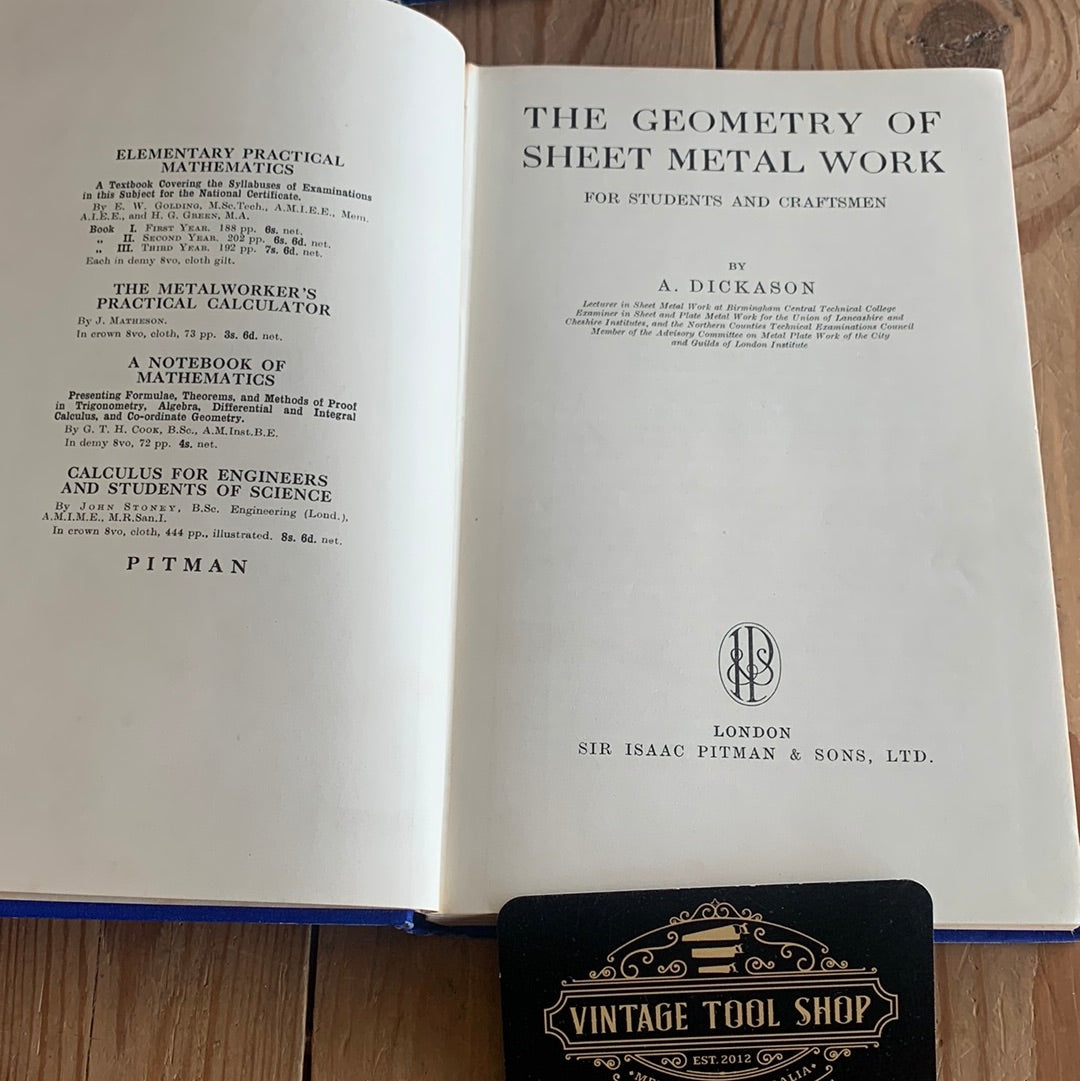 ELEMENTARY PRACTICAL
MATHEMATICS
A Textbook Covering the Syllabuses of Examinations
in this Subject for the National Certificate.
By E. W. GOLDING, M.Sc.Tech., A.M.I.E.E., Mem.
A.I.E.E., and H. G. GREEN, M.A.
Book I. FIRST YEAR. 188 pp. 6s. net.
„ II. SECOND YEAR. 202 pp. 6s. 6d. net.
„ III. THIRD YEAR. 192 pp. 7s. 6d. net.
Each in demy 8vo, cloth gilt.
THE METALWORKER'S
PRACTICAL CALCULATOR
By J. MATHESON.
In crown 8vo, cloth, 73 pp. 3s. 6d. net.
A NOTEBOOK OF
MATHEMATICS
Presenting Formulae, Theorems, and Methods of Proof
in Trigonometry, Algebra, Differential and Integral
Calculus, and Co-ordinate Geometry.
By G. T. H. COOK, B.Sc., A.M.Inst.B.E.
In demy 8vo, 72 pp. 4s. net.
CALCULUS FOR ENGINEERS
AND STUDENTS OF SCIENCE
By JOHN STONEY, B.Sc. Engineering (Lond.),
A.M.I.M.E., M.R.San.I.
In crown 8vo, cloth, 444 pp., illustrated. 8s. 6d. net.
PITMAN
THE GEOMETRY OF
SHEET METAL WORK
FOR STUDENTS AND CRAFTSMEN
BY
A. DICKASON
Lecturer in Sheet Metal Work at Birmingham Central Technical College
Examiner in Sheet and Plate Metal Work for the Union of Lancashire and
Cheshire Institutes, and the Northern Counties Technical Examinations Council
Member of the Advisory Committee on Metal Plate Work of the City
and Guilds of London Institute
LONDON
SIR ISAAC PITMAN & SONS, LTD.
VINTAGE TOOL SHOP
EST. 2012